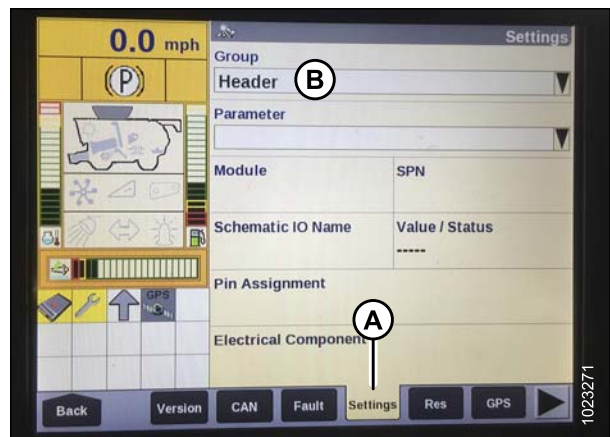 0.0 mph
(P)
Settings
Group
Header
B
Parameter
Module
SPN
Schematic IO Name
Value / Status
-----
Pin Assignment
A
Electrical Component
GPS
Back
Version
CAN
Fault
Settings
Res
GPS
1023271